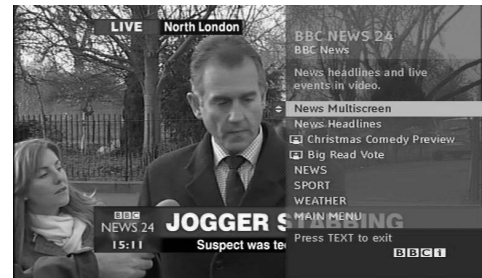 LIVE North London
BBC NEWS 24
BBC News
News headlines and live
events in video.
News Multiscreen
News Headlines
Christmas Comedy Preview
Big Read Vote
NEWS
SPORT
WEATHER
MAIN MENU
Press TEXT to exit
BBC1
BBC
NEWS 24
15:11
JOGGER STABBING
Suspect was